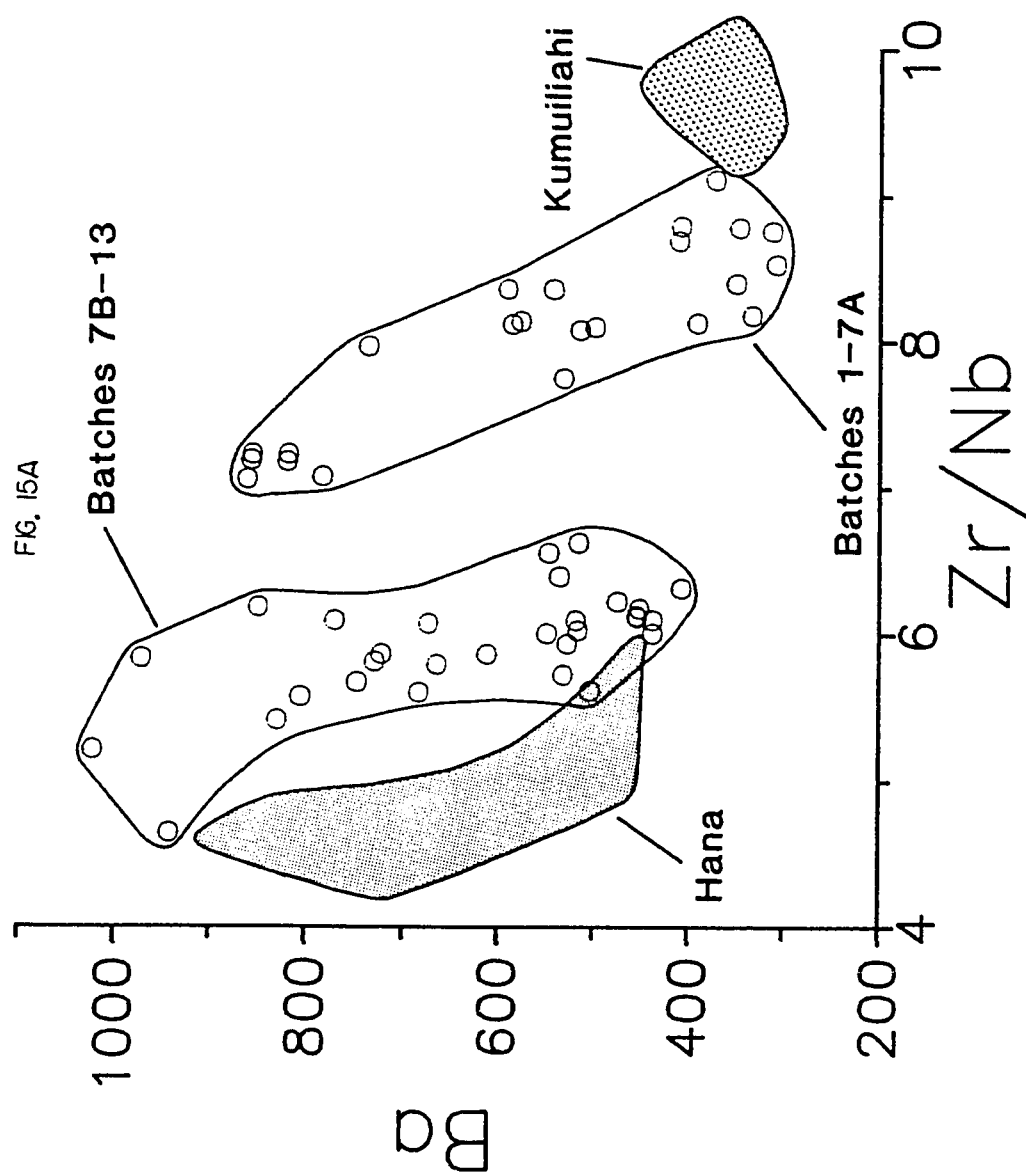 FIG. 15A
Batches 7B-13
Kumuiliahi
Batches 1-7A
Hana
Ba
1000
800
600
400
200
4
6
8
10
Zr/Nb